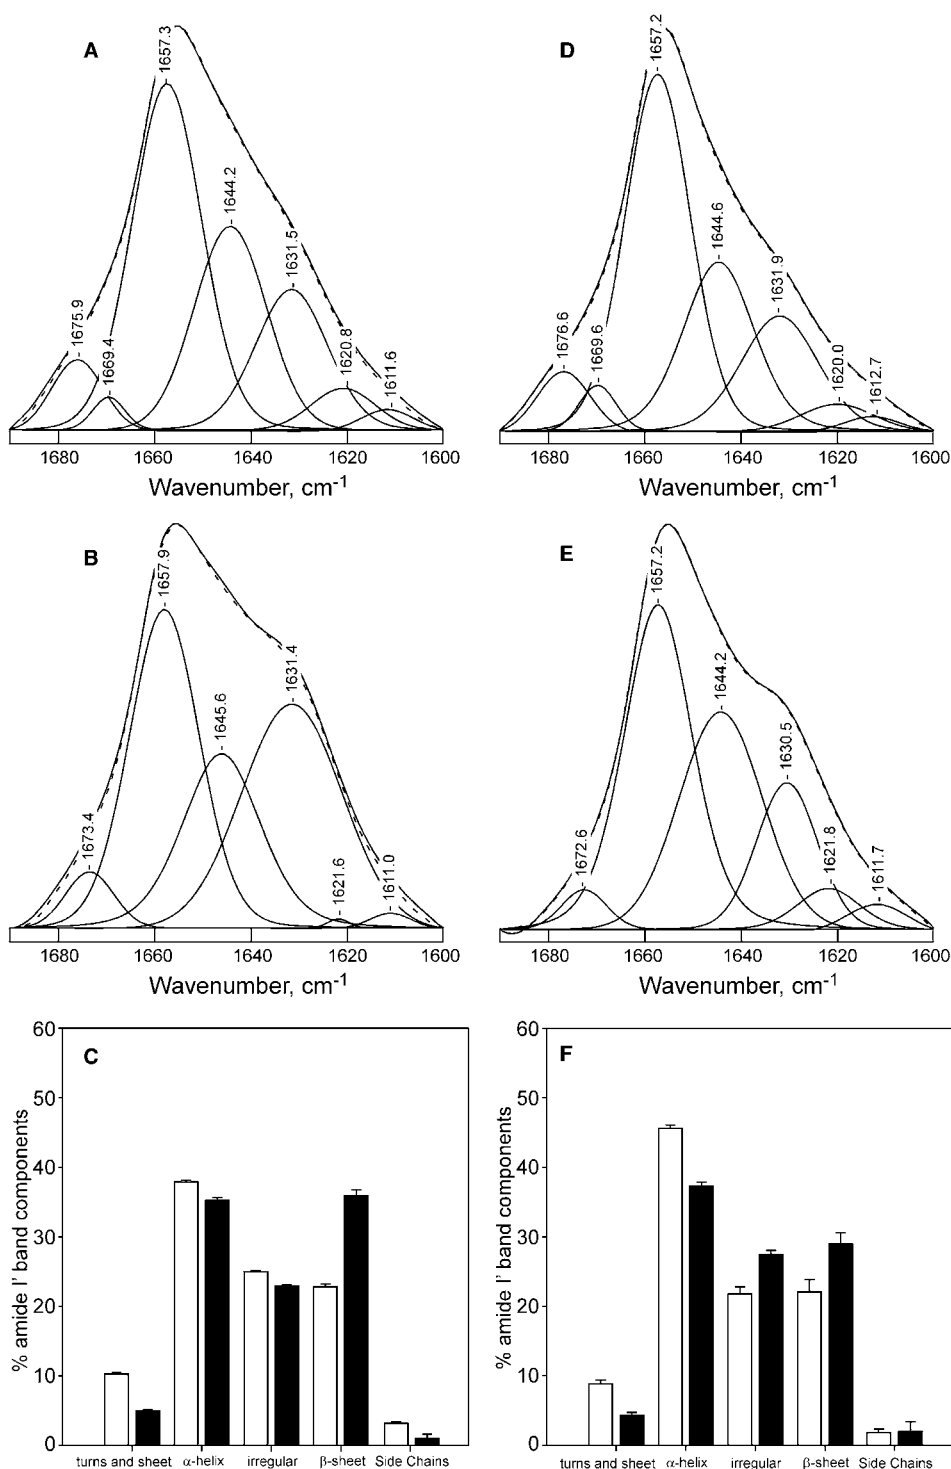 A
1657.3
1644.2
1631.5
1675.9
1669.4
1620.8
1611.6
1680 1660 1640 1620 1600
Wavenumber, cm-1
D
1657.2
1644.6
1631.9
1676.6
1669.6
1620.0
1612.7
1680 1660 1640 1620 1600
Wavenumber, cm-1
B
1657.9
1645.6
1631.4
1673.4
1621.6
1611.0
1680 1660 1640 1620 1600
Wavenumber, cm-1
E
1657.2
1644.2
1630.5
1672.6
1621.8
1611.7
1680 1660 1640 1620 1600
Wavenumber, cm-1
C
% amide I' band components
60
50
40
30
20
10
0
turns and sheet α-helix irregular β-sheet Side Chains
F
% amide I' band components
60
50
40
30
20
10
0
turns and sheet α-helix irregular β-sheet Side Chains